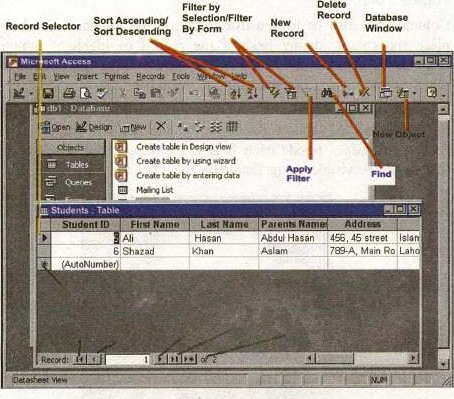 Record Selector
Sort Ascending/
Sort Descending
Filter by
Selection/Filter
By Form
New
Record
Delete
Record
Database
Window
Microsoft Access
File Edit View Insert Format Records Tools Window Help
db1 : Database
Open Design New
New Object
Objects
Tables
Queries
Create table in Design view
Create table by using wizard
Create table by entering data
Mailing List
Apply
Filter
Find
Students : Table
Student ID First Name Last Name Parents Names Address
5 Ali Hasan Abdul Hasan 456, 45 street Islan
6 Shazad Khan Aslam 789-A, Main Ro Laho
(AutoNumber)
Record: 1 of 2
Datasheet View NUM